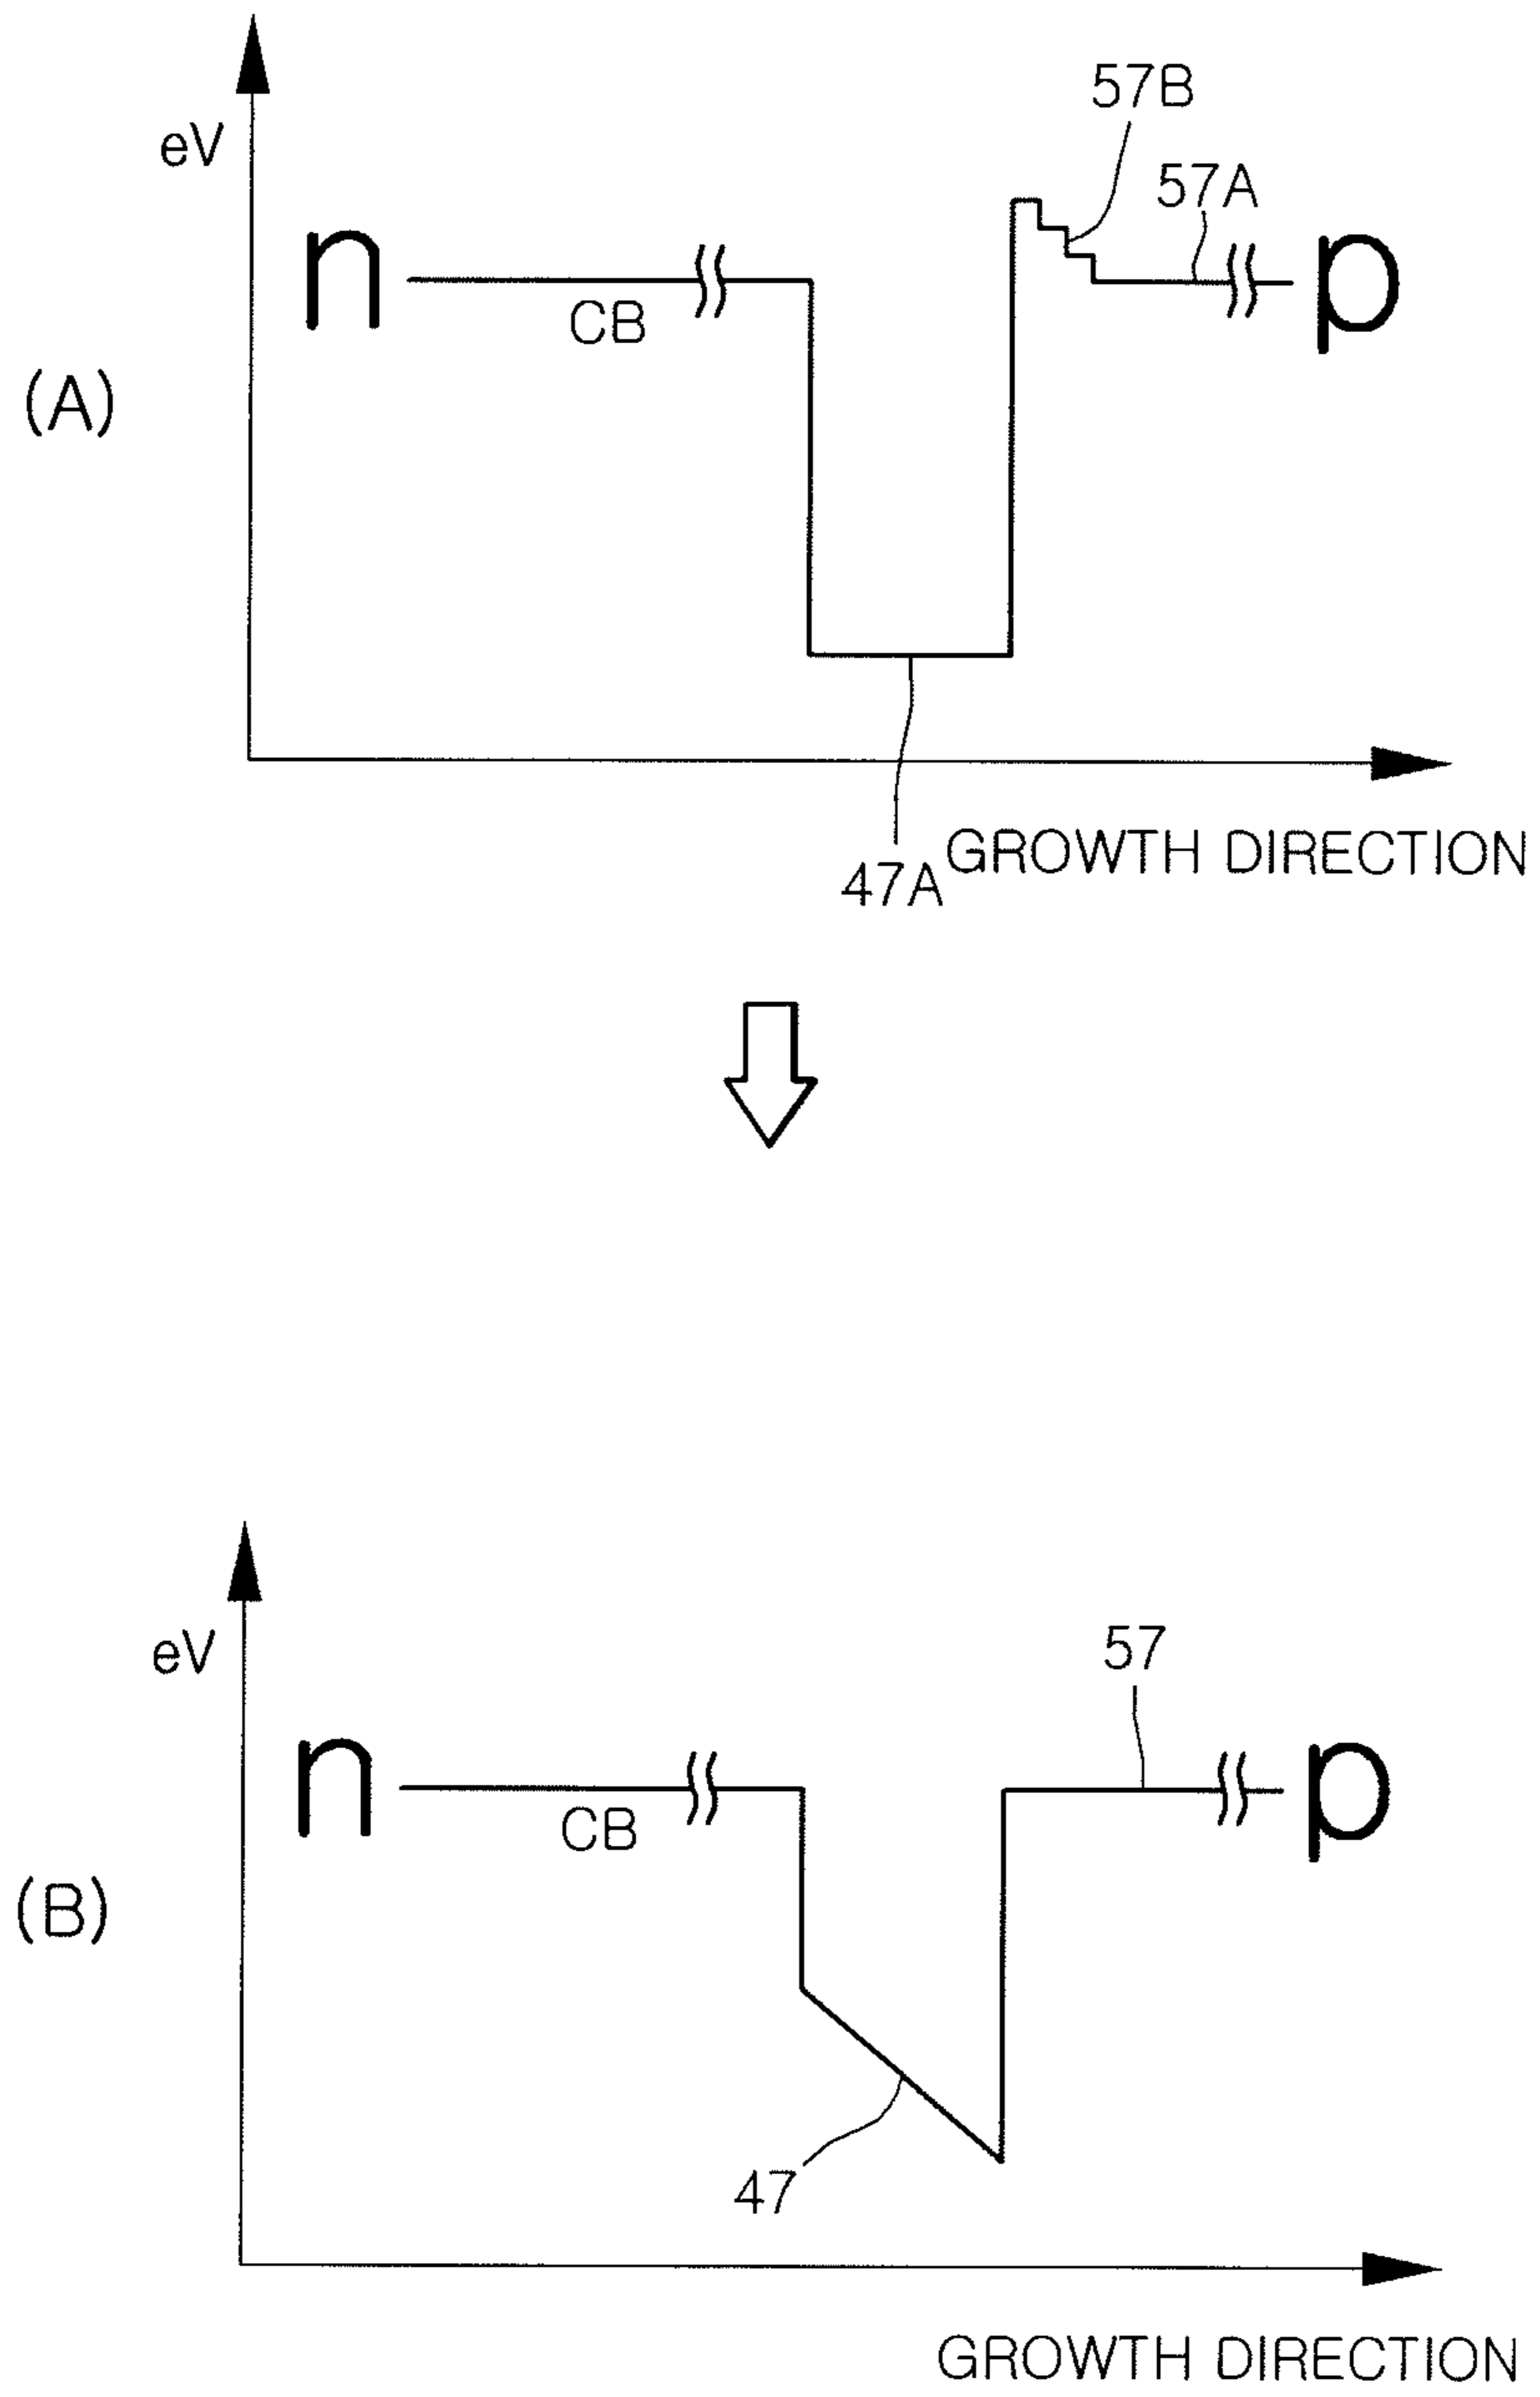 57B
eV
57A
n
p
CB
(A)
GROWTH DIRECTION
47A
eV
57
n
p
CB
(B)
47
GROWTH DIRECTION